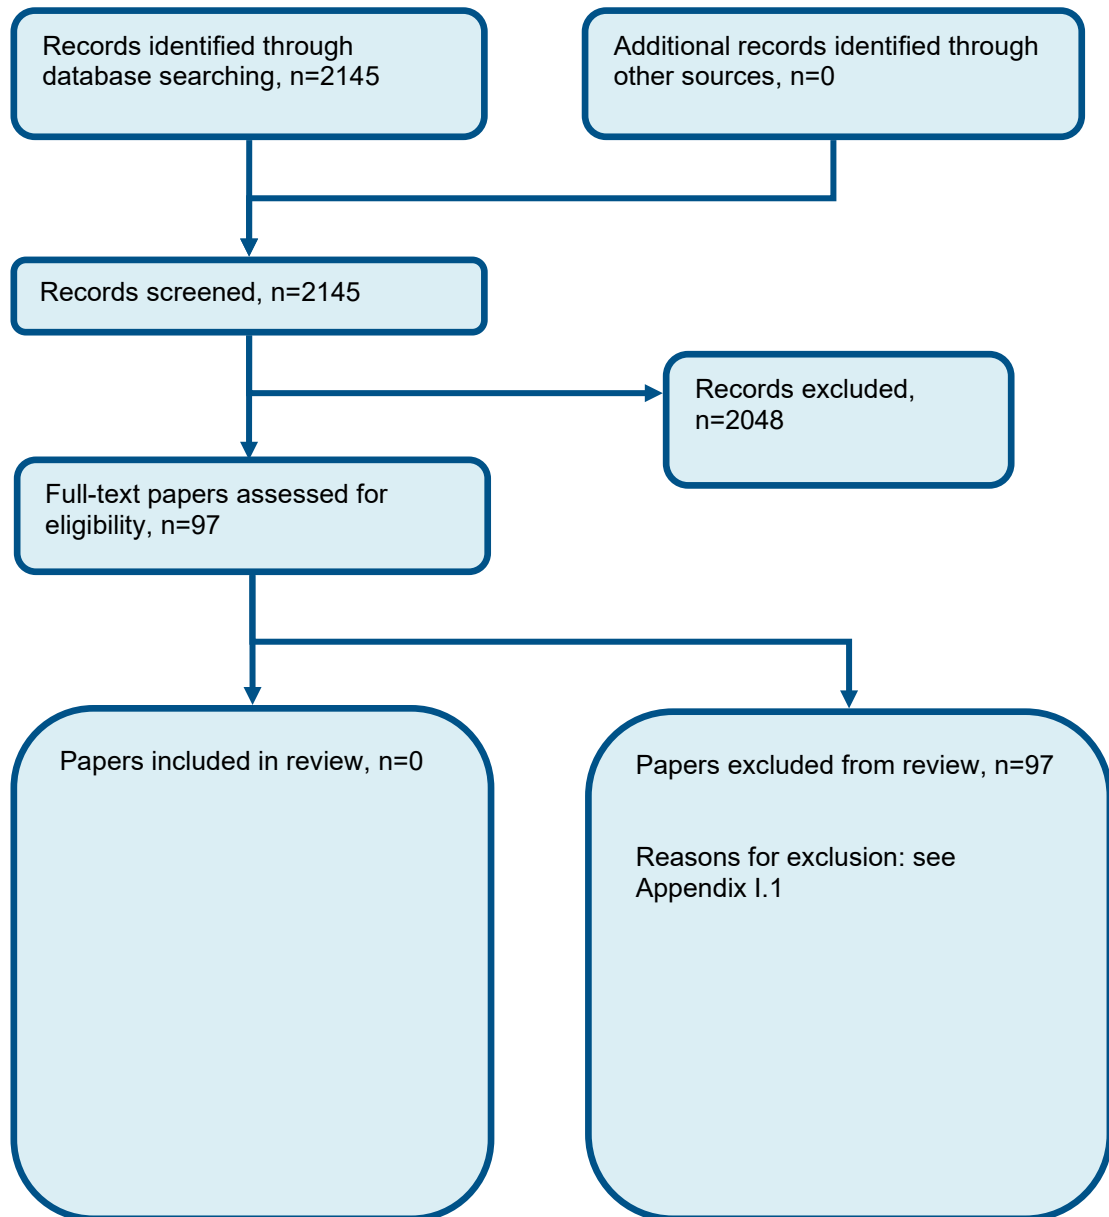 Records identified through
database searching, n=2145
Additional records identified through
other sources, n=0
Records screened, n=2145
Records excluded,
n=2048
Full-text papers assessed for
eligibility, n=97
Papers included in review, n=0
Papers excluded from review, n=97
Reasons for exclusion: see
Appendix I.1